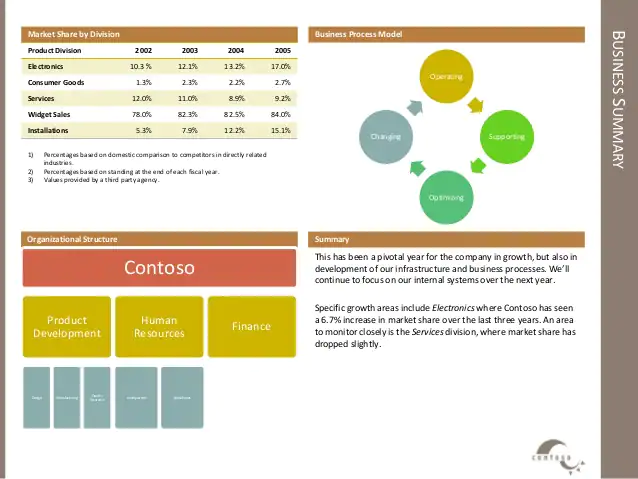 Market Share by Division
Product Division 2002 2003 2004 2005
Electronics 10.3 % 12.1% 13.2% 17.0%
Consumer Goods 1.3% 2.3% 2.2% 2.7%
Services 12.0% 11.0% 8.9% 9.2%
Widget Sales 78.0% 82.3% 82.5% 84.0%
Installations 5.3% 7.9% 12.2% 15.1%
1) Percentages based on domestic comparison to competitors in directly related
industries.
2) Percentages based on standing at the end of each fiscal year.
3) Values provided by a third party agency.
Business Process Model
Operating
Supporting
Optimizing
Changing
BUSINESS SUMMARY
Organizational Structure
Contoso
Product
Development
Human
Resources
Finance
Summary
This has been a pivotal year for the company in growth, but also in
development of our infrastructure and business processes. We'll
continue to focus on our internal systems over the next year.
Specific growth areas include Electronics where Contoso has seen
a 6.7% increase in market share over the last three years. An area
to monitor closely is the Services division, where market share has
dropped slightly.
CONTOSO